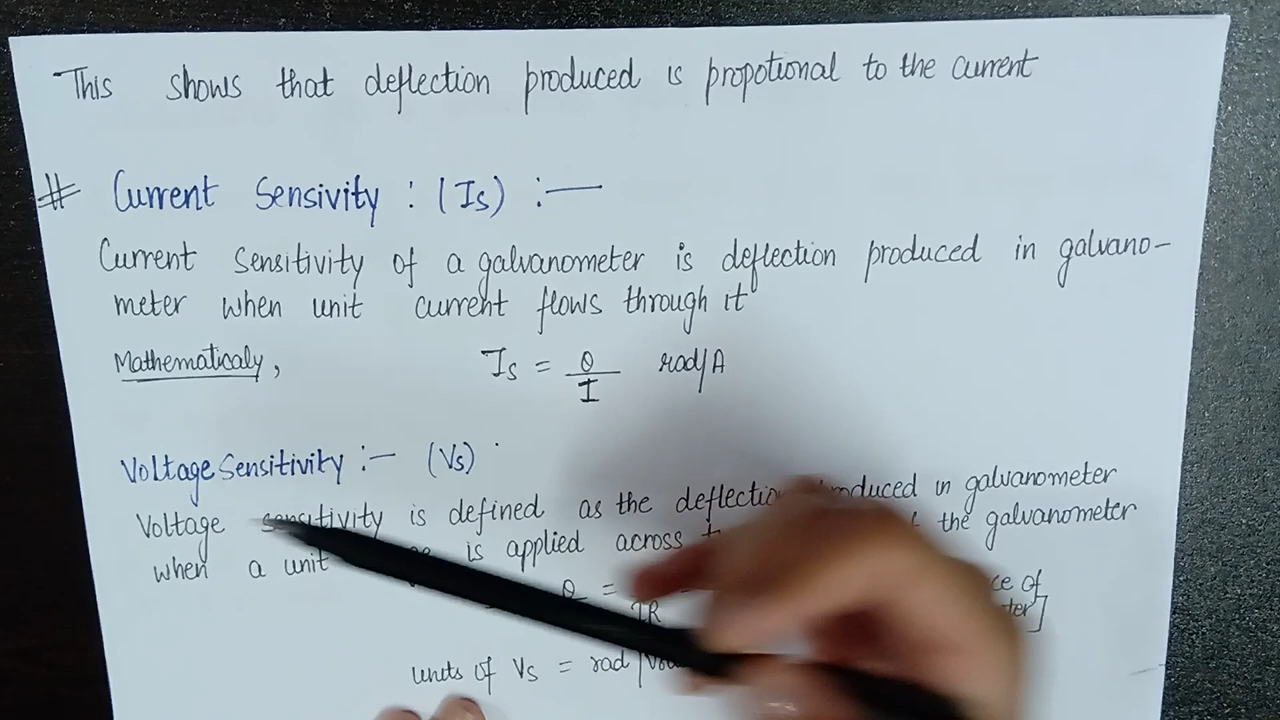 This shows that deflection produced is propotional to the current
# Current Sensivity : (Is) :—
Current Sensitivity of a galvanometer is deflection produced in galvano-
meter when unit current flows through it
Mathematicaly, Is = θ/I rad/A
Voltage Sensitivity :- (Vs)
Voltage sensitivity is defined as the deflection produced in galvanometer
when a unit is applied across the galvanometer
θ = IR of
units of Vs = rad/